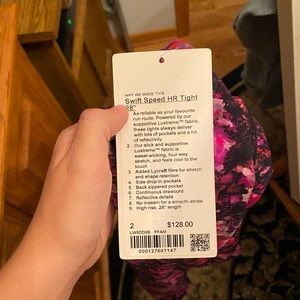 WHY WE MADE THIS
Swift Speed HR Tight
28"
As reliable as your favourite
run route: Powered by our
supportive Luxtreme™ fabric,
these tights always deliver
with lots of pockets and a hit
of reflectivity
2 Our slick and supportive
Luxtreme™ fabric is
sweat-wicking, four-way
stretch, and feels cool to the
touch
3 Added Lycra® fibre for stretch
and shape retention
4 Side drop-in pockets
5 Back zippered pocket
6 Continuous drawcord
7 Reflective details
8 No inseam for a smooth stride
9 High rise, 28" length
2 $128.00
FFAM
000127601147